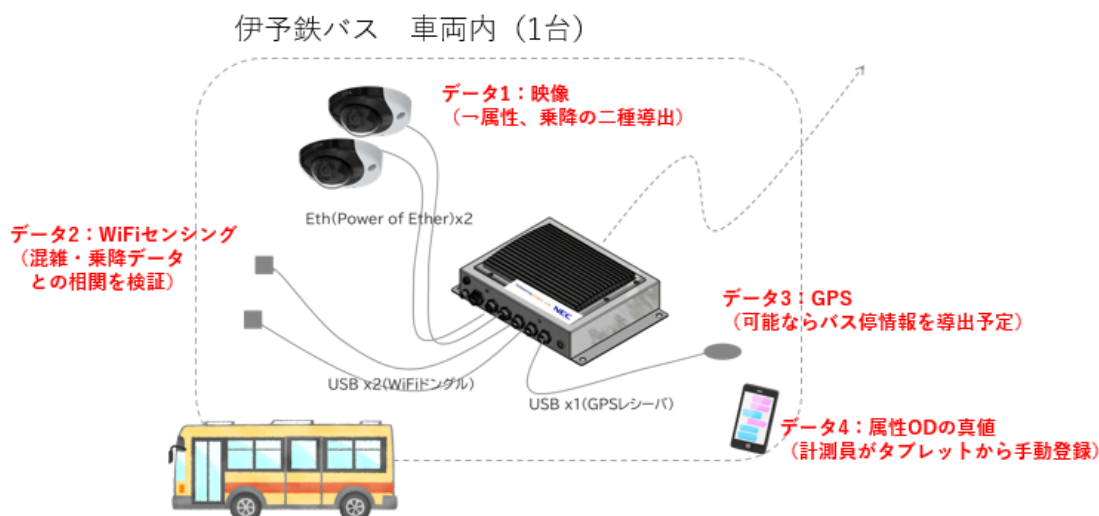 伊予鉄バス 車両内（1台）
データ1：映像
（→属性、乗降の二種導出）
Eth(Power of Ether)x2
データ2：WiFiセンシング
（混雑・乗降データ
との相関を検証）
NEC
データ3：GPS
（可能ならバス停情報を導出予定）
USB x2(WiFiドングル)
USB x1(GPSレシーバ)
データ4：属性ODの真値
（計測員がタブレットから手動登録）